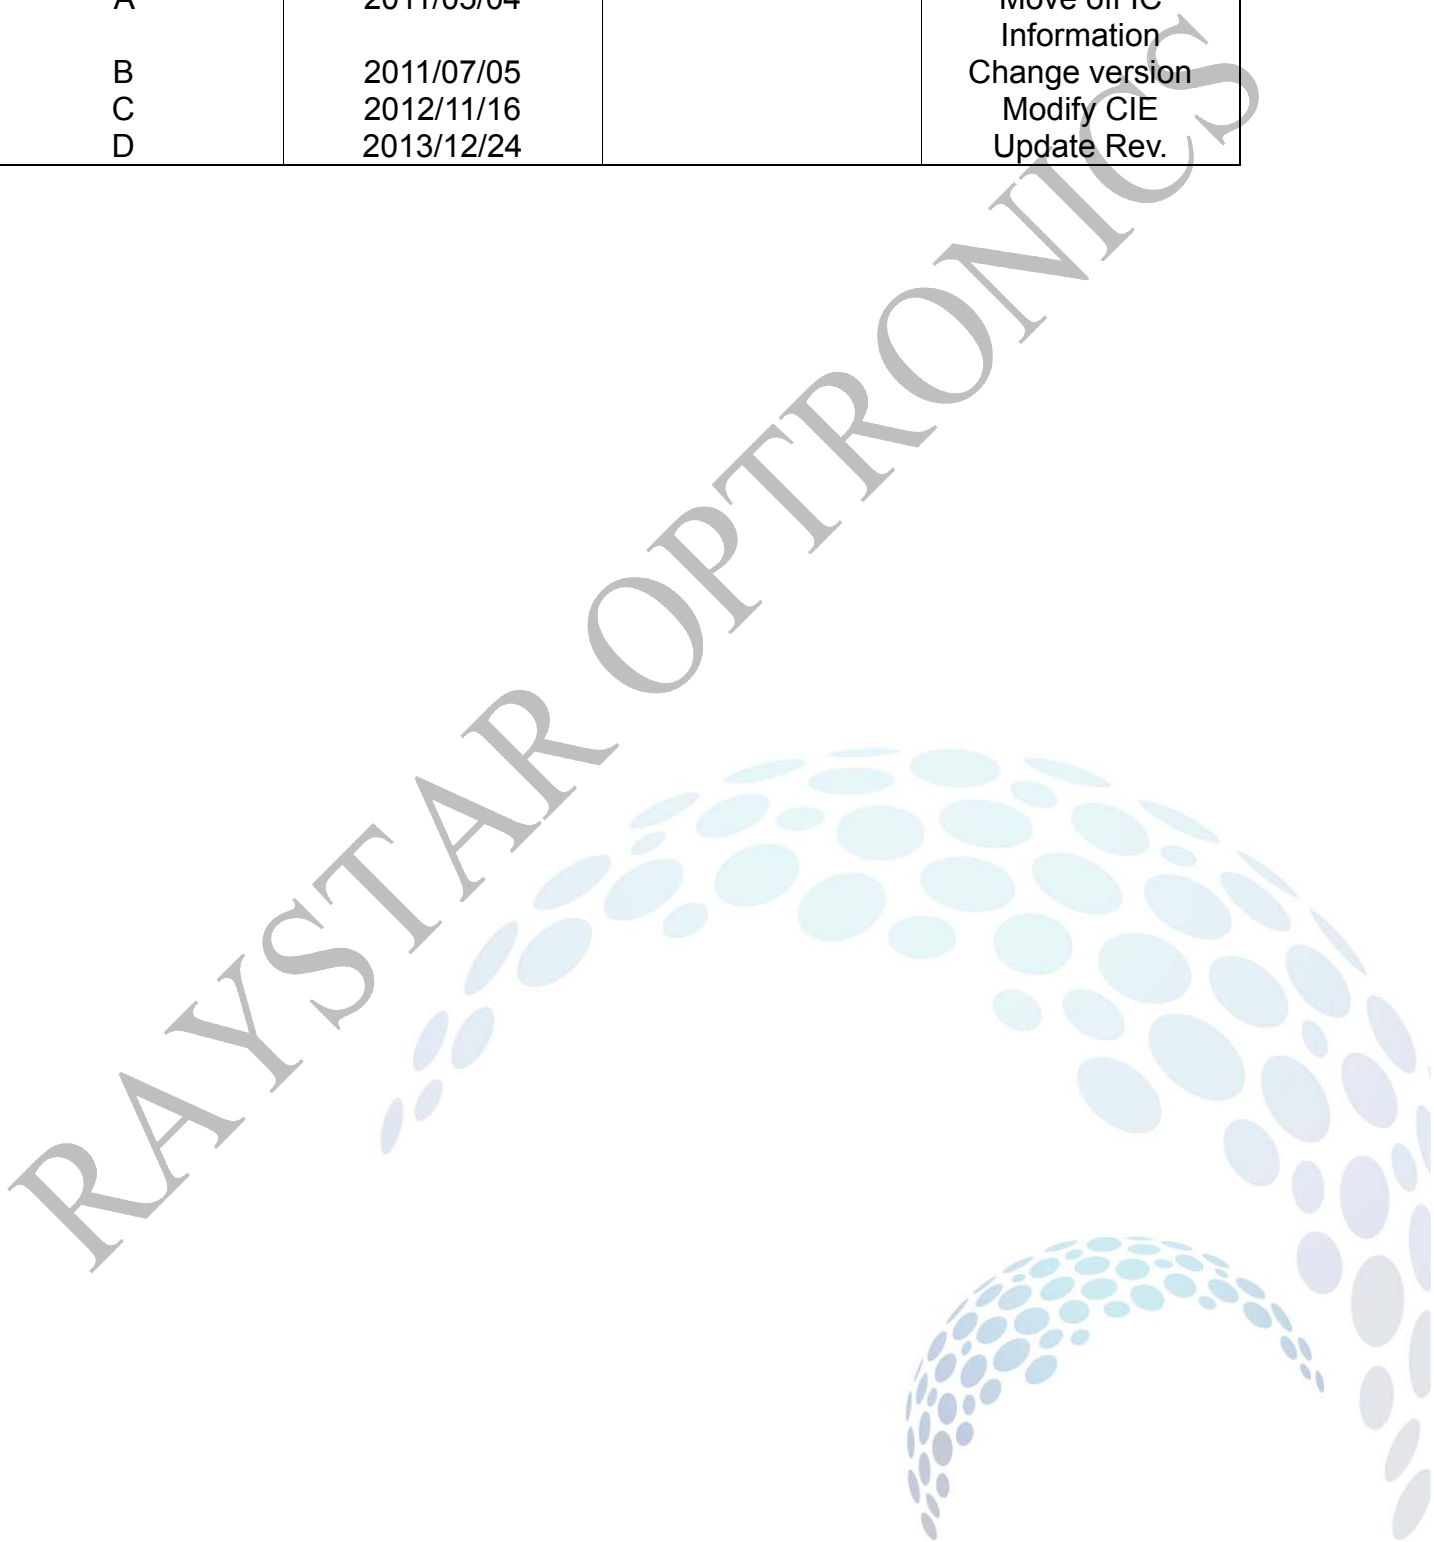 A 2011/05/04 Move off IC
Information
B 2011/07/05 Change version
C 2012/11/16 Modify CIE
D 2013/12/24 Update Rev.
RAYSTAR OPTRONICS